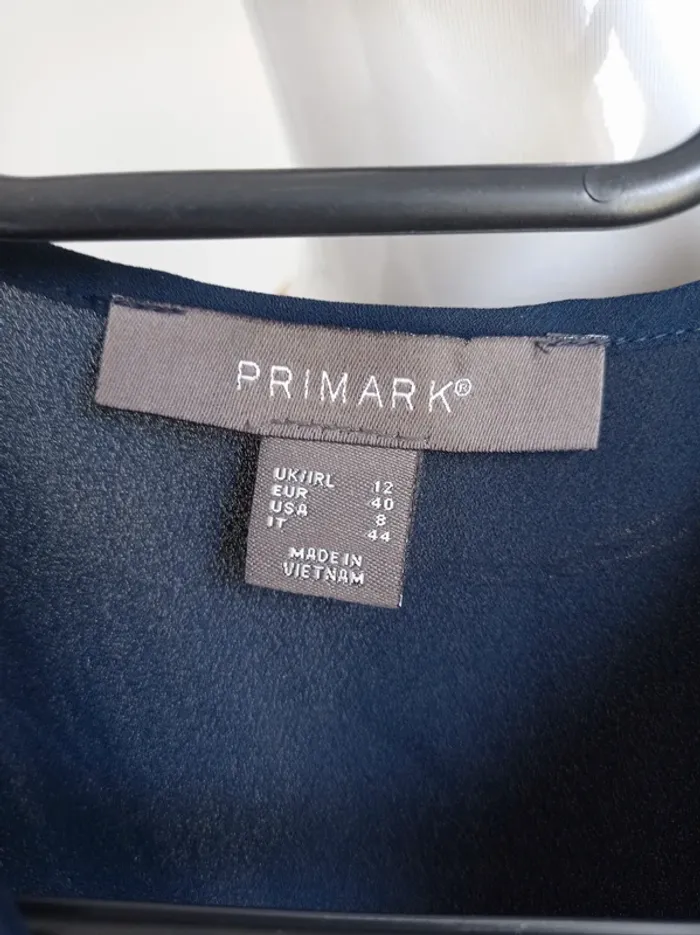 PRIMARK®
UK/IRL 12
EUR 40
USA 8
IT 44
MADE IN
VIETNAM